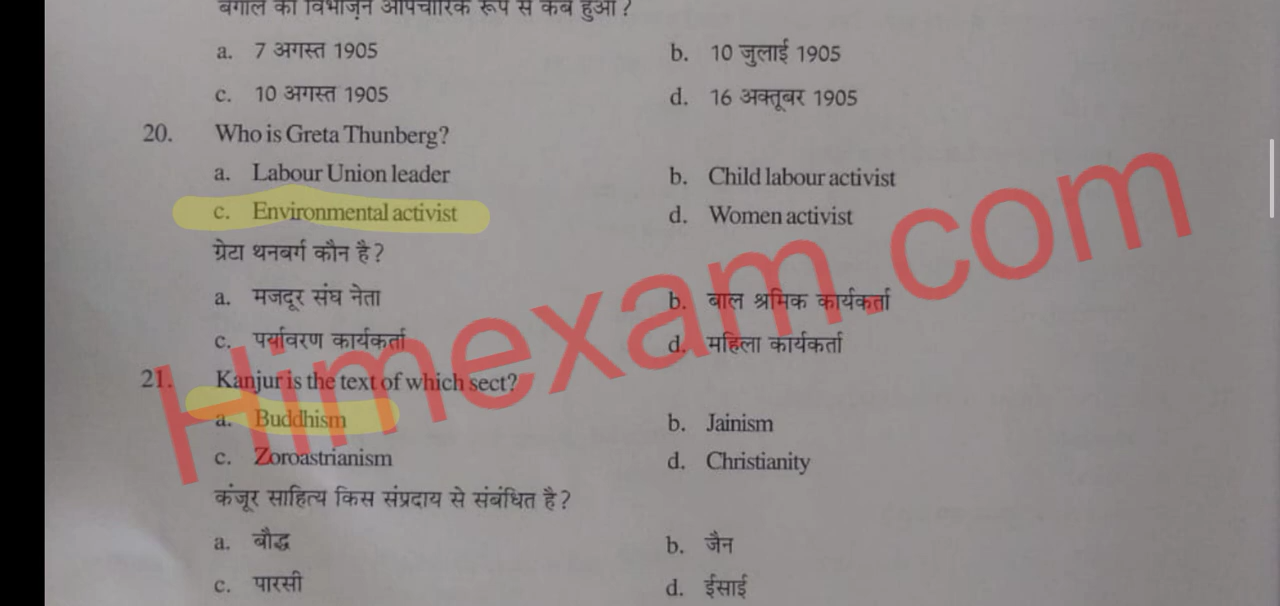 बंगाल का विभाजन औपचारिक रूप से कब हुआ?
a. 7 अगस्त 1905 b. 10 जुलाई 1905
c. 10 अगस्त 1905 d. 16 अक्तूबर 1905
20. Who is Greta Thunberg?
a. Labour Union leader b. Child labour activist
c. Environmental activist d. Women activist
ग्रेटा थनबर्ग कौन है?
a. मजदूर संघ नेता b. बाल श्रमिक कार्यकर्ता
c. पर्यावरण कार्यकर्ता d. महिला कार्यकर्ता
21. Kanjur is the text of which sect?
a. Buddhism b. Jainism
c. Zoroastrianism d. Christianity
कंजूर साहित्य किस संप्रदाय से संबंधित है?
a. बौद्ध b. जैन
c. पारसी d. ईसाई
Himexam.com